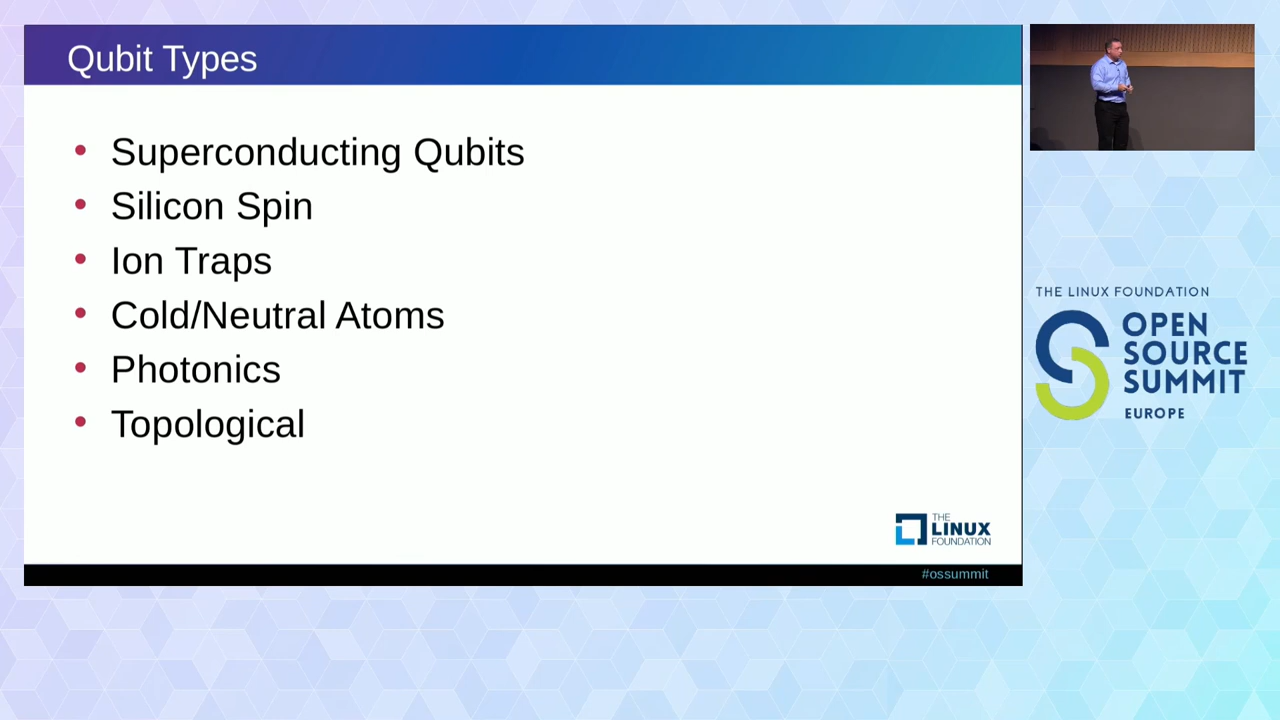 Qubit Types
• Superconducting Qubits
• Silicon Spin
• Ion Traps
• Cold/Neutral Atoms
• Photonics
• Topological
THE
LINUX
FOUNDATION
#ossummit
THE LINUX FOUNDATION
OPEN
SOURCE
SUMMIT
EUROPE